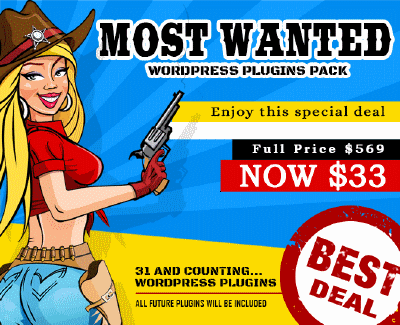 MOST WANTED
WORDPRESS PLUGINS PACK
Enjoy this special deal
Full Price $569
NOW $33
31 AND COUNTING...
WORDPRESS PLUGINS
ALL FUTURE PLUGINS WILL BE INCLUDED
BEST
DEAL